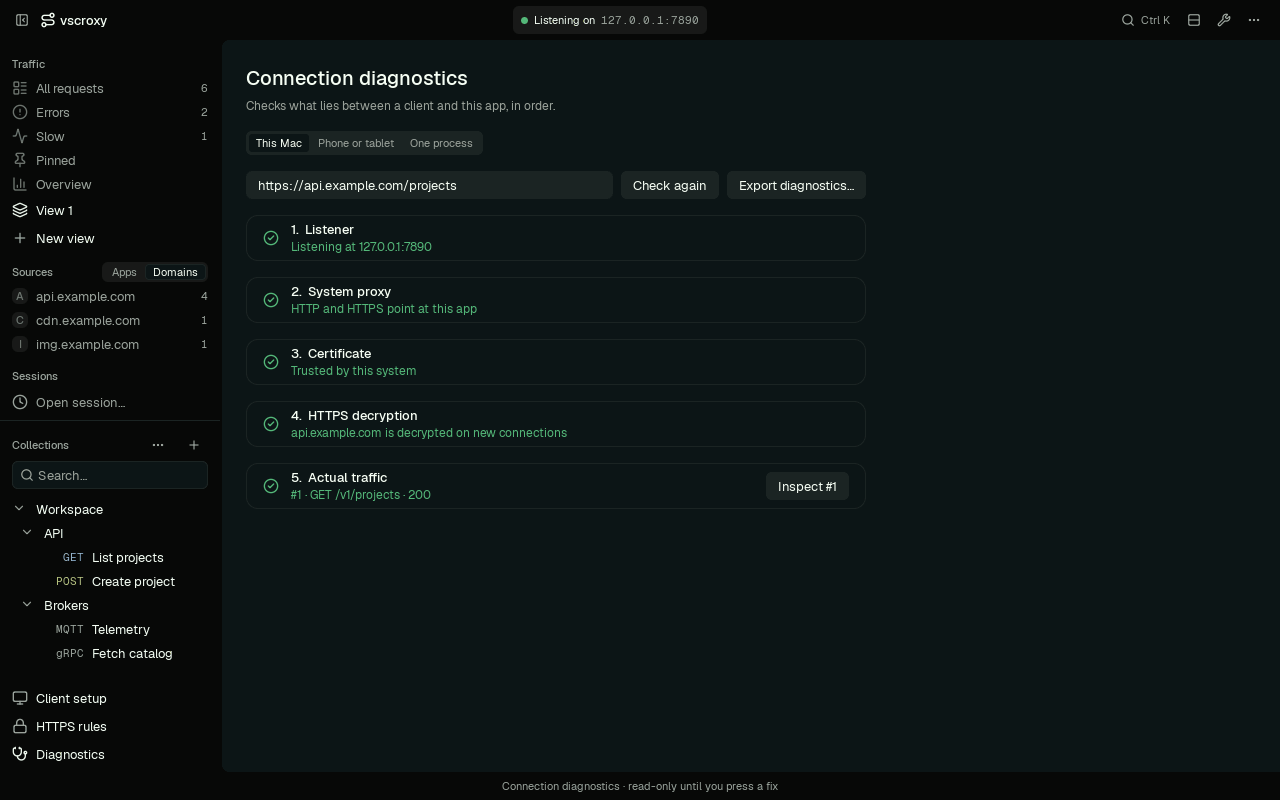 vscroxy
Listening on 127.0.0.1:7890
Ctrl K
Traffic
All requests 6
Errors 2
Slow 1
Pinned
Overview
View 1
New view
Sources Apps Domains
A api.example.com 4
C cdn.example.com 1
I img.example.com 1
Sessions
Open session…
Collections
Search…
Workspace
API
GET List projects
POST Create project
Brokers
MQTT Telemetry
gRPC Fetch catalog
Client setup
HTTPS rules
Diagnostics
Connection diagnostics
Checks what lies between a client and this app, in order.
This Mac Phone or tablet One process
https://api.example.com/projects Check again Export diagnostics…
1. Listener
Listening at 127.0.0.1:7890
2. System proxy
HTTP and HTTPS point at this app
3. Certificate
Trusted by this system
4. HTTPS decryption
api.example.com is decrypted on new connections
5. Actual traffic
#1 · GET /v1/projects · 200
Inspect #1
Connection diagnostics · read-only until you press a fix